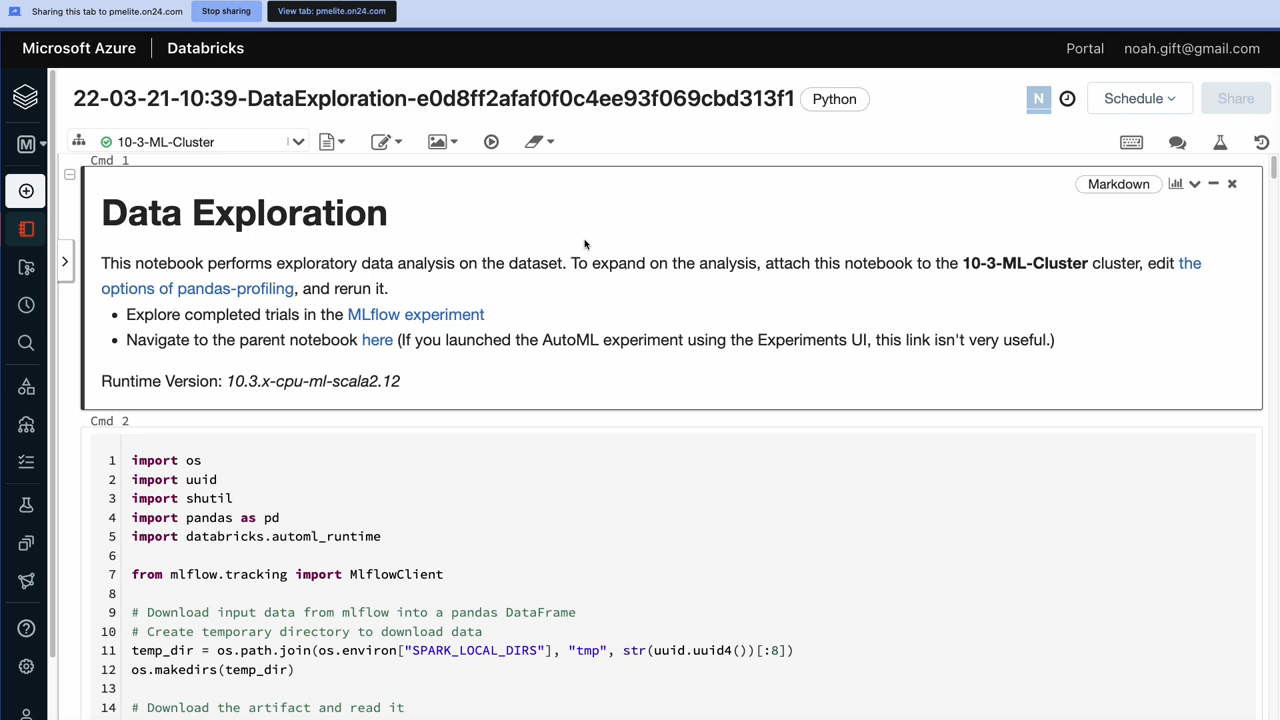 Sharing this tab to pmelite.on24.com Stop sharing View tab: pmelite.on24.com
Microsoft Azure Databricks Portal noah.gift@gmail.com
22-03-21-10:39-DataExploration-e0d8ff2afaf0f0c4ee93f069cbd313f1 Python N Schedule Share
M 10-3-ML-Cluster
Cmd 1
Markdown
Data Exploration
This notebook performs exploratory data analysis on the dataset. To expand on the analysis, attach this notebook to the 10-3-ML-Cluster cluster, edit the
options of pandas-profiling, and rerun it.
• Explore completed trials in the MLflow experiment
• Navigate to the parent notebook here (If you launched the AutoML experiment using the Experiments UI, this link isn't very useful.)
Runtime Version: 10.3.x-cpu-ml-scala2.12
Cmd 2
1 import os
2 import uuid
3 import shutil
4 import pandas as pd
5 import databricks.automl_runtime
6
7 from mlflow.tracking import MlflowClient
8
9 # Download input data from mlflow into a pandas DataFrame
10 # Create temporary directory to download data
11 temp_dir = os.path.join(os.environ["SPARK_LOCAL_DIRS"], "tmp", str(uuid.uuid4())[:8])
12 os.makedirs(temp_dir)
13
14 # Download the artifact and read it